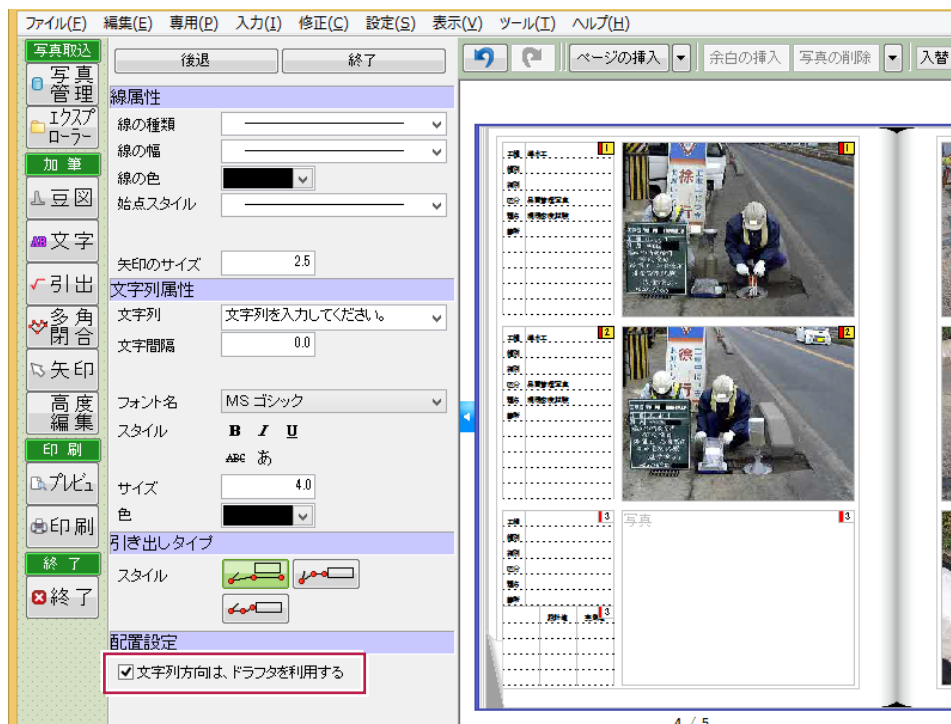 ファイル(F) 編集(E) 専用(P) 入力(I) 修正(C) 設定(S) 表示(V) ツール(T) ヘルプ(H)
写真取込
写真管理
エクスプローラー
加 筆
豆図
文字
引出
多角閉合
矢印
高度編集
印 刷
プレビュ
印刷
終 了
終了
後退 終了
線属性
線の種類
線の幅
線の色
始点スタイル
矢印のサイズ 2.5
文字列属性
文字列 文字列を入力してください。
文字間隔 0.0
フォント名 MS ゴシック
スタイル B I U
ABC あ
サイズ 4.0
色
引き出しタイプ
スタイル
配置設定
文字列方向は、ドラフタを利用する
ページの挿入 余白の挿入 写真の削除 入替
1 1
徐行
2 2
徐行
3 写真 3
3
4 / 5